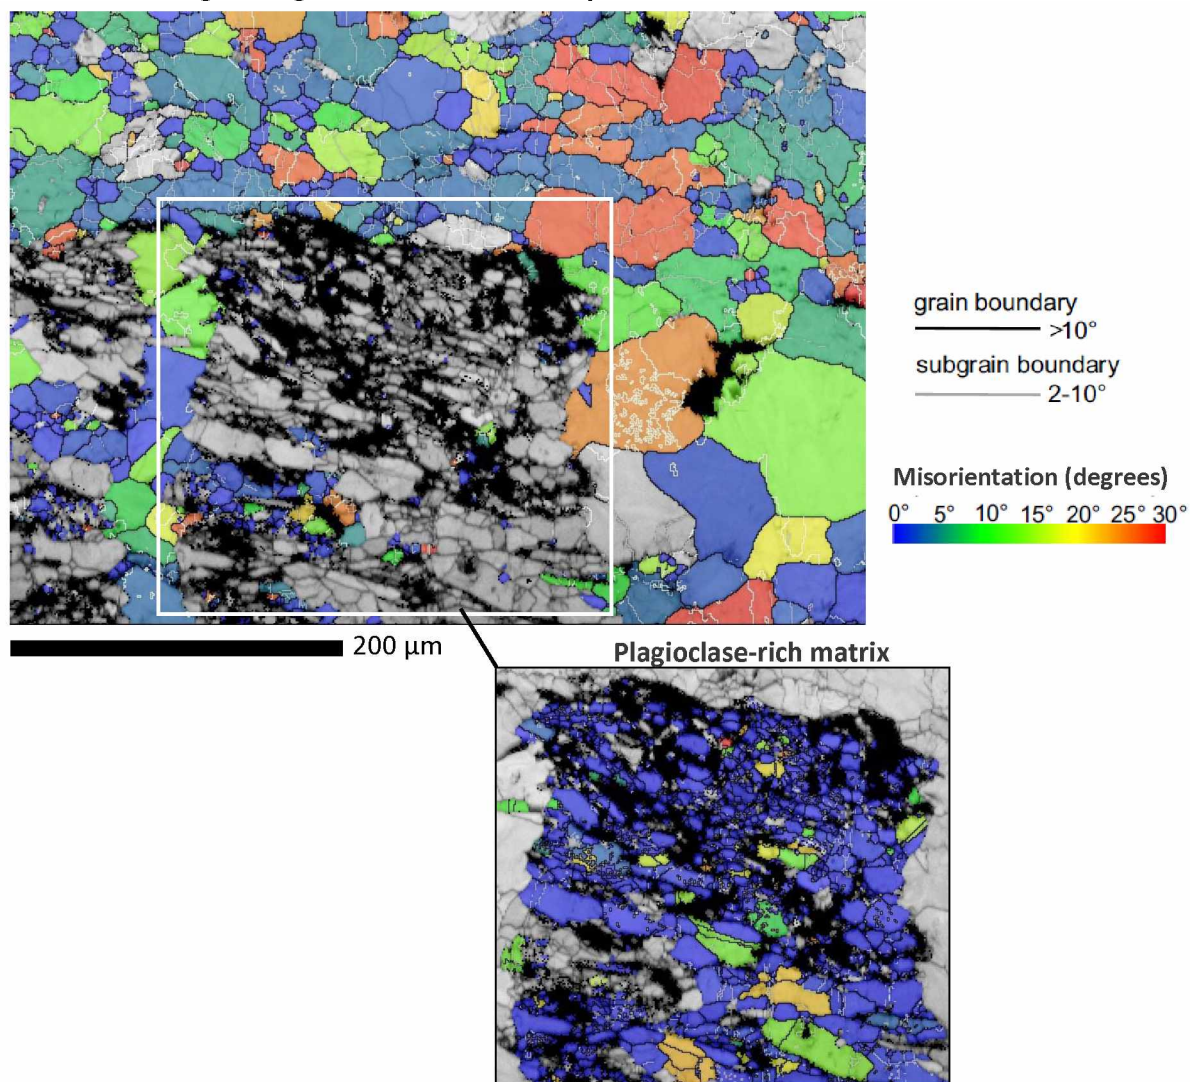 grain boundary
>10°
subgrain boundary
2-10°
Misorientation (degrees)
0° 5° 10° 15° 20° 25 30°
200 µm
Plagioclase-rich matrix